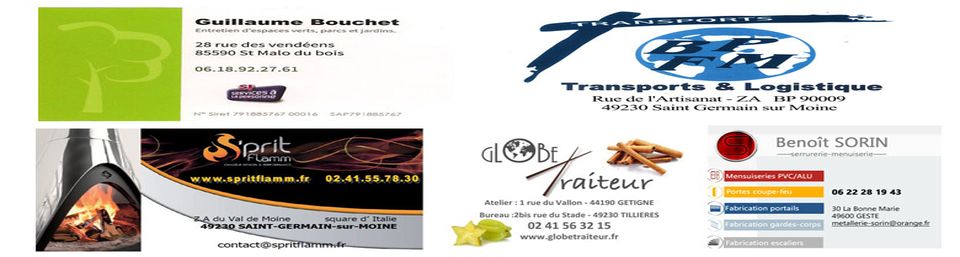 Guillaume Bouchet
Entretien d'espaces verts, parcs et jardins.
28 rue des vendéens
85590 St Malo du bois
06.18.92.27.61
SERVICES À
LA PERSONNE
N° Siret 791885767 00016 SAP791885767
TRANSPORTS
BP
FM
Transports & Logistique
Rue de l'Artisanat - ZA BP 90009
49230 Saint Germain sur Moine
S'prit
Flamm
www.spritflamm.fr 02.41.55.78.30
Z.A du Val de Moine square d' Italie
49230 SAINT-GERMAIN-sur-MOINE
contact@spritflamm.fr
GLOBE
Traiteur
Atelier : 1 rue du Vallon - 44190 GETIGNE
Bureau :2bis rue du Stade - 49230 TILLIERES
02 41 56 32 15
www.globetraiteur.fr
Benoît SORIN
serrurerie-menuiserie
Menuiseries PVC/ALU
Portes coupe-feu
Fabrication portails
Fabrication gardes-corps
Fabrication escaliers
06 22 28 19 43
30 La Bonne Marie
49600 GESTE
metallerie-sorin@orange.fr